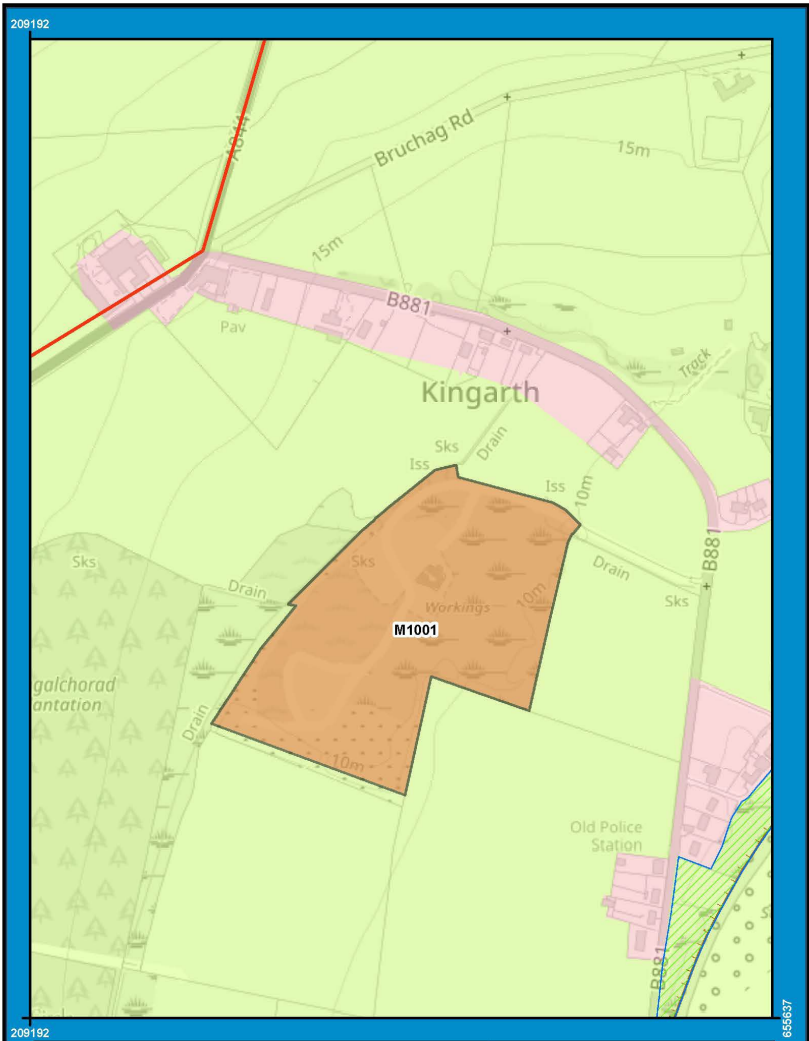 209192
A844
Bruchag Rd
15m
15m
B881
Pav
Track
Kingarth
Sks
Drain
Iss
Iss
10m
Sks
Sks
Drain
B881
Drain
10m
Sks
Workings
M1001
galchorad
antation
Drain
10m
Old Police
Station
B881
209192
655637